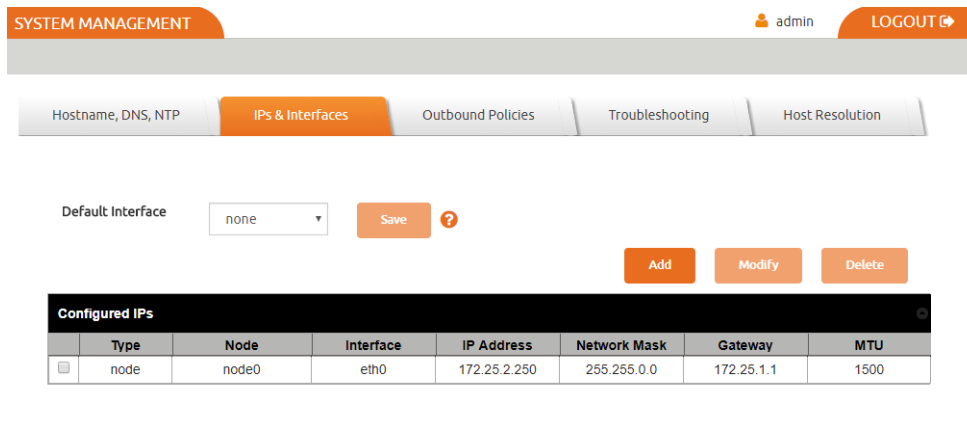 SYSTEM MANAGEMENT admin LOGOUT
Hostname, DNS, NTP IPs & Interfaces Outbound Policies Troubleshooting Host Resolution
Default Interface none Save ?
Add Modify Delete
Configured IPs
Type Node Interface IP Address Network Mask Gateway MTU
node node0 eth0 172.25.2.250 255.255.0.0 172.25.1.1 1500